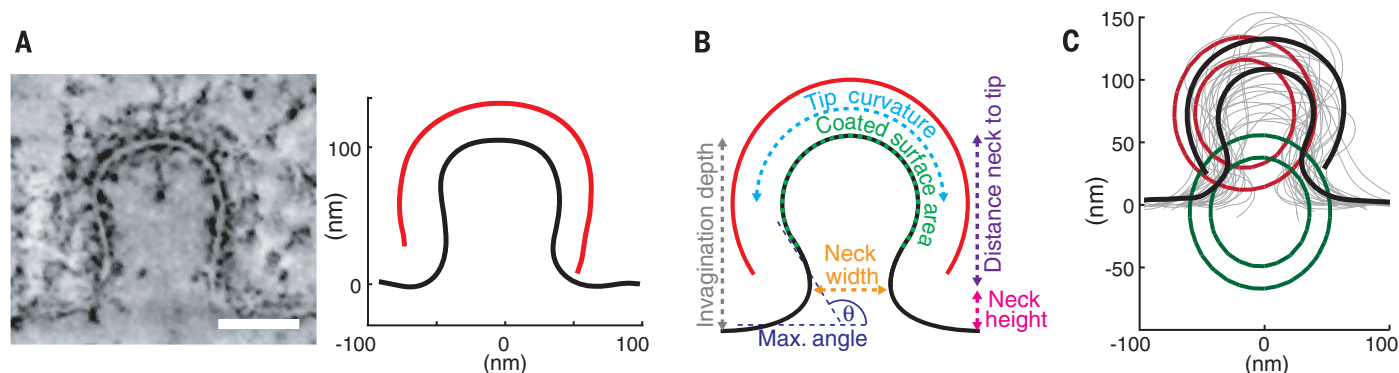 A
100
0
(nm)
-100
0
100
(nm)
B
Tip curvature
Coated surface area
Invagination depth
Distance neck to tip
Neck
width
Neck
height
θ
Max. angle
C
150
100
50
0
-50
(nm)
-100
0
100
(nm)